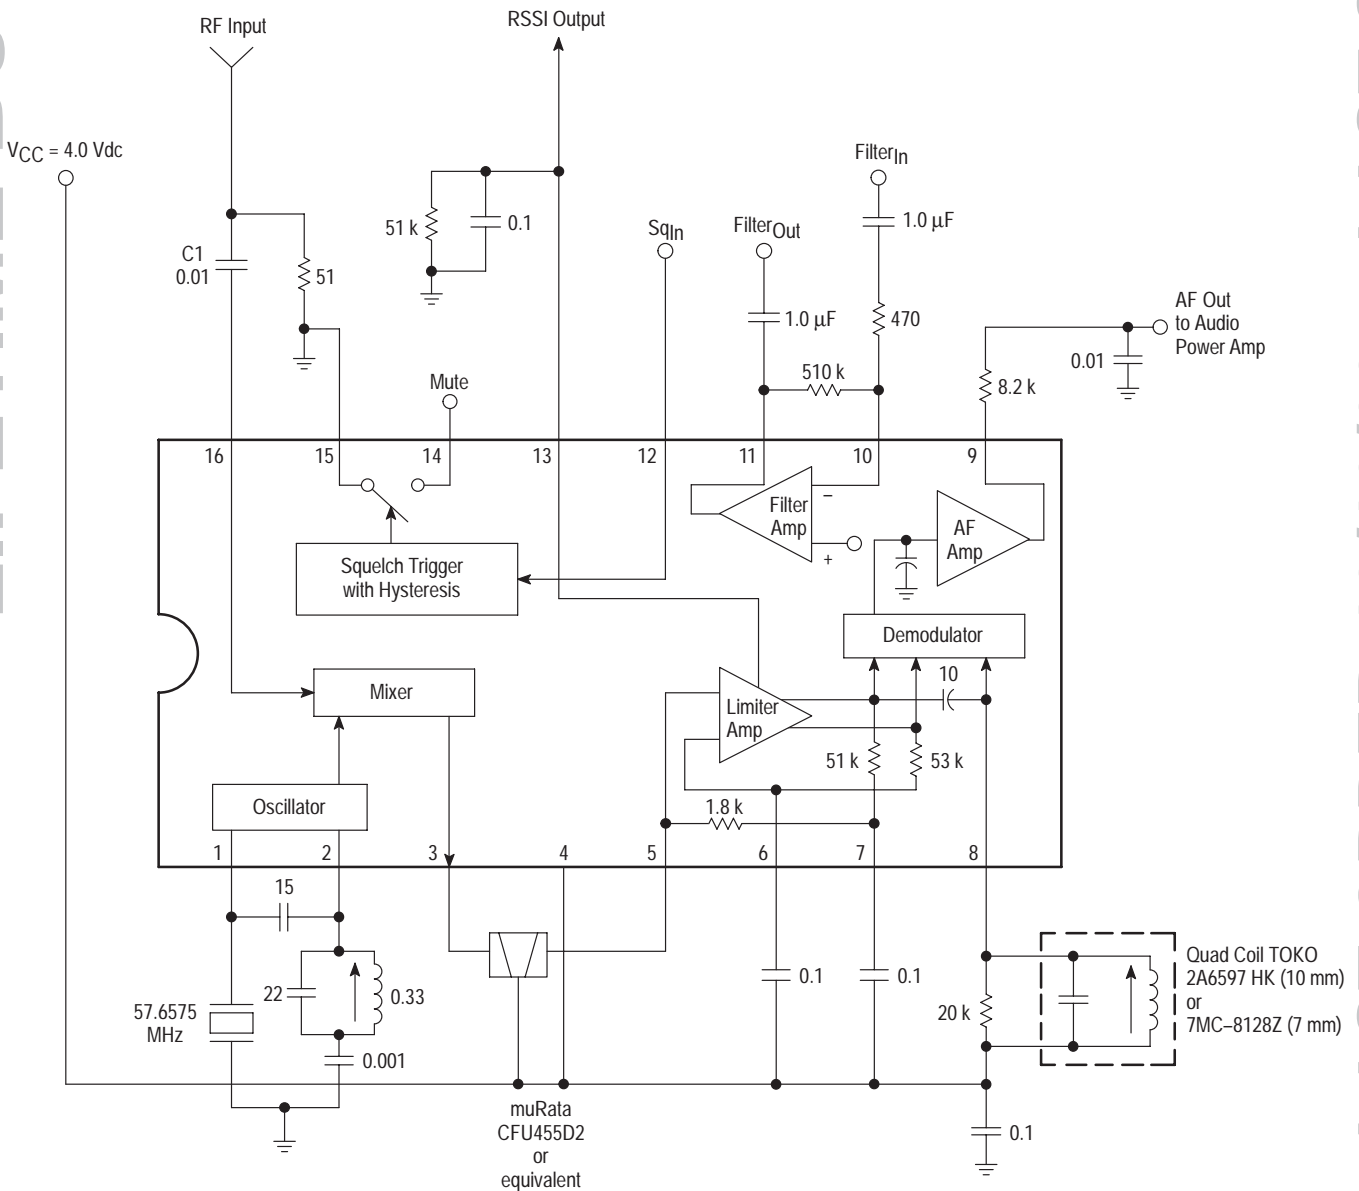 RF Input
RSSI Output
VCC = 4.0 Vdc
FilterIn
1.0 µF
51 k
0.1
SqIn
FilterOut
C1
0.01
51
1.0 µF
470
AF Out
to Audio
Power Amp
0.01
510 k
8.2 k
Mute
16
15
14
13
12
11
10
9
Filter
Amp
–
+
AF
Amp
Squelch Trigger
with Hysteresis
Demodulator
10
Mixer
Limiter
Amp
51 k
53 k
Oscillator
1.8 k
1
2
3
4
5
6
7
8
15
22
0.33
57.6575
MHz
0.001
0.1
0.1
20 k
Quad Coil TOKO
2A6597 HK (10 mm)
or
7MC–8128Z (7 mm)
muRata
CFU455D2
or
equivalent
0.1